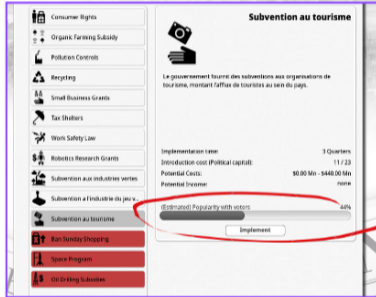 Consumer Rights
Organic Farming Subsidy
Pollution Controls
Recycling
Small Business Grants
Tax Shelters
Work Safety Law
Robotics Research Grants
Subvention aux industries vertes
Subvention à l'industrie du jeu v...
Subvention au tourisme
Ban Sunday Shopping
Space Program
Oil Drilling Subsidies
Subvention au tourisme
Le gouvernement fournit des subventions aux organisations de
tourisme, montant l'afflux de touristes au sein du pays.
Implementation time: 3 Quarters
Introduction cost (Political capital): 11 / 23
Potential Costs: $0.00 Mn - $448.00 Mn
Potential Income: none
(Estimated) Popularity with voters: 44%
Implement